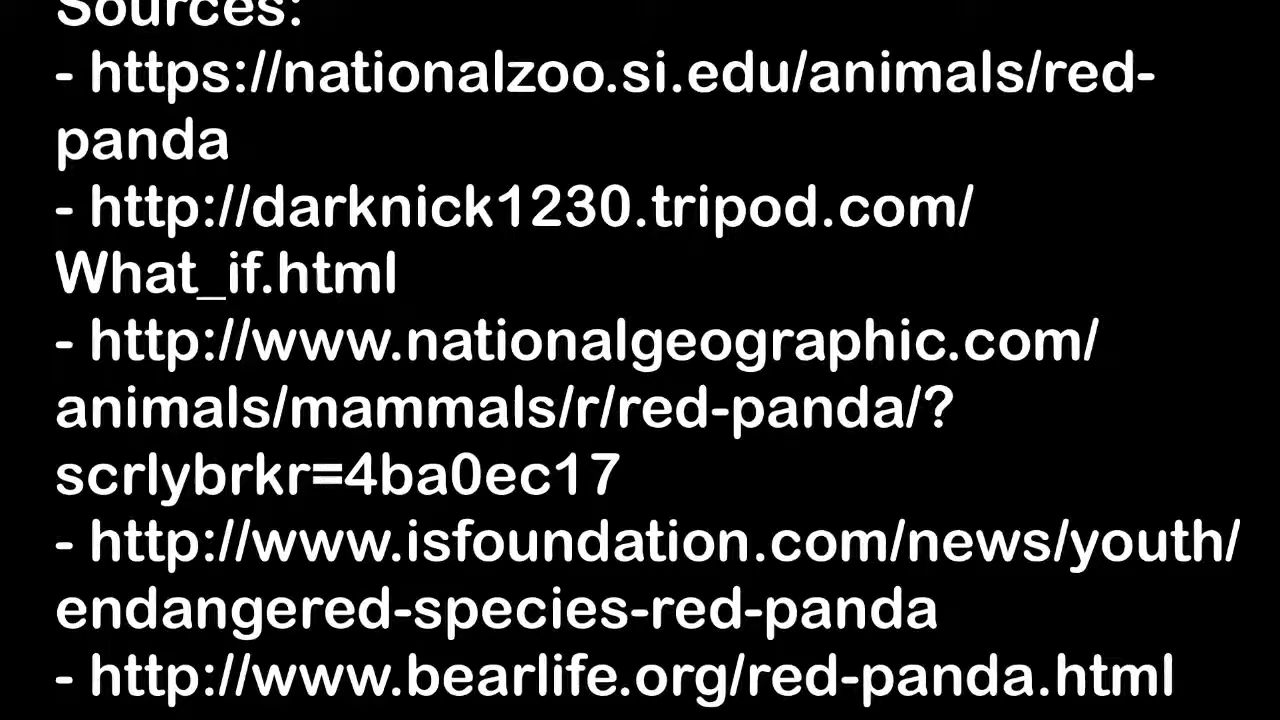 Sources:
- https://nationalzoo.si.edu/animals/red-
panda
- http://darknick1230.tripod.com/
What_if.html
- http://www.nationalgeographic.com/
animals/mammals/r/red-panda/?
scrlybrkr=4ba0ec17
- http://www.isfoundation.com/news/youth/
endangered-species-red-panda
- http://www.bearlife.org/red-panda.html